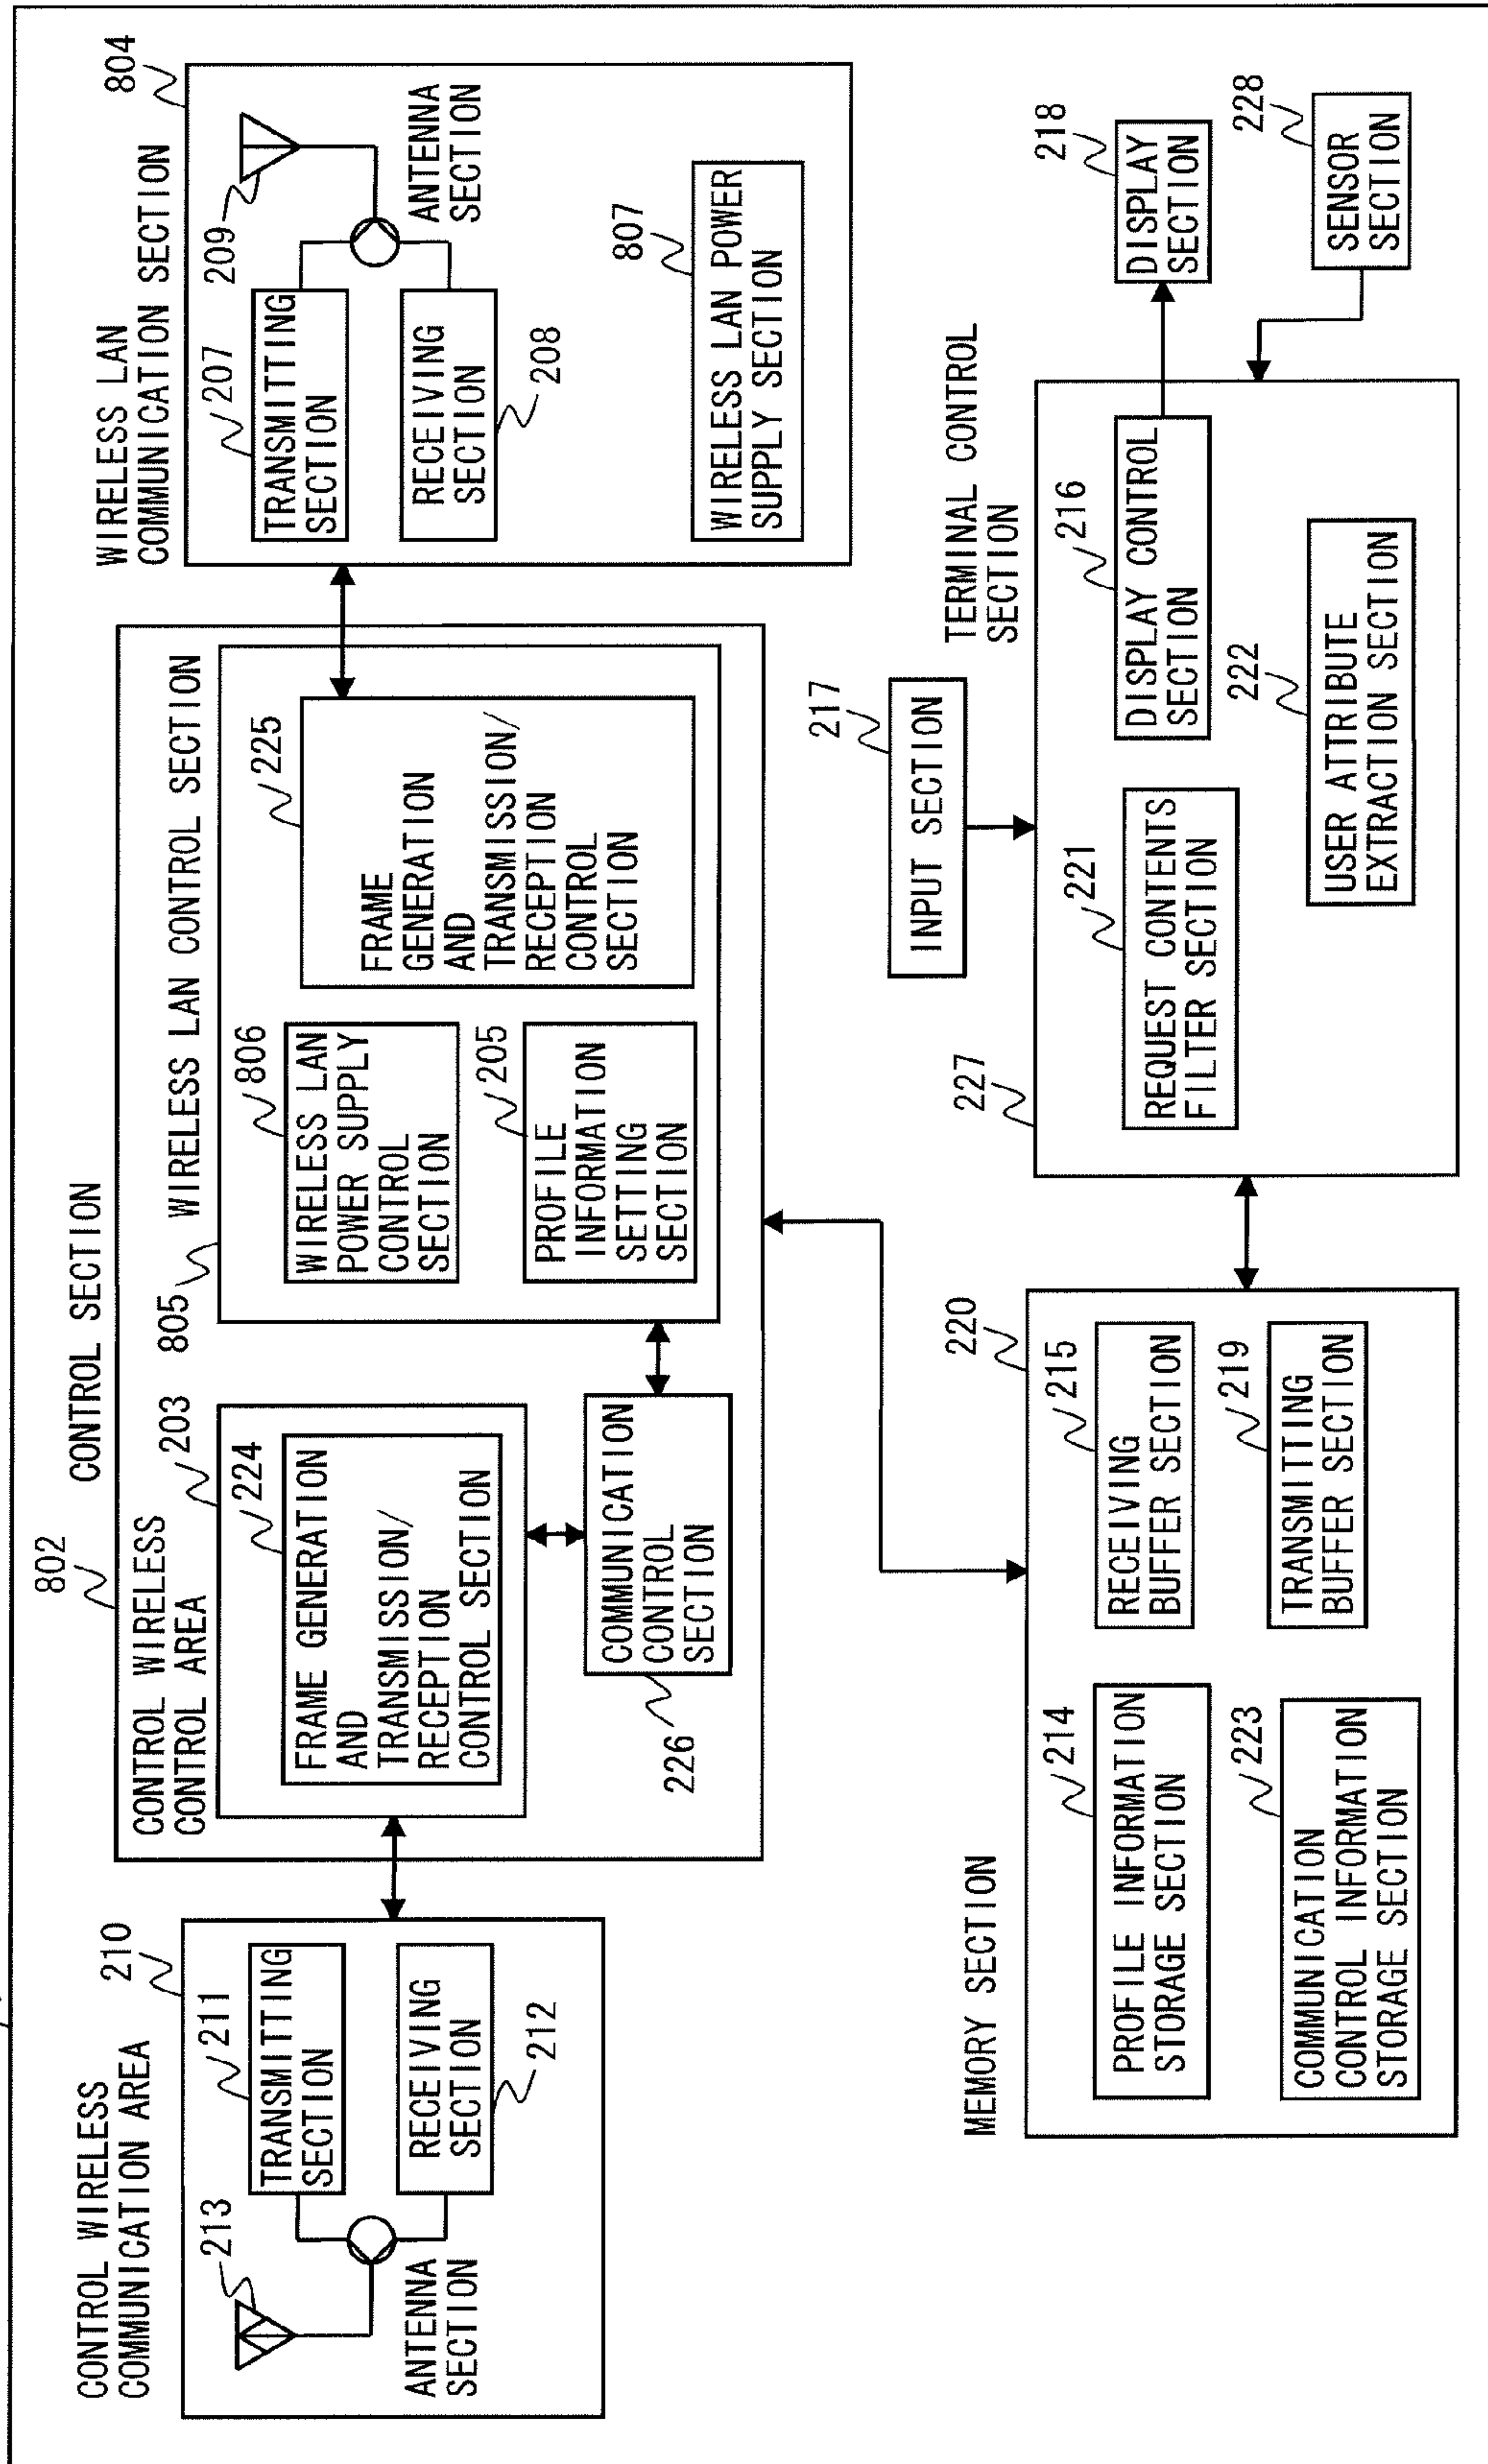 CONTROL WIRELESS
COMMUNICATION AREA
210
213
211
TRANSMITTING
SECTION
RECEIVING
SECTION
212
ANTENNA
SECTION
802
CONTROL SECTION
CONTROL WIRELESS
CONTROL AREA
203
224
FRAME GENERATION
AND
TRANSMISSION/
RECEPTION
CONTROL SECTION
COMMUNICATION
CONTROL
SECTION
226
805
WIRELESS LAN CONTROL SECTION
806
WIRELESS LAN
POWER SUPPLY
CONTROL
SECTION
205
PROFILE
INFORMATION
SETTING
SECTION
225
FRAME
GENERATION
AND
TRANSMISSION/
RECEPTION
CONTROL
SECTION
WIRELESS LAN
COMMUNICATION SECTION
804
207
TRANSMITTING
SECTION
209
RECEIVING
SECTION
208
ANTENNA
SECTION
807
WIRELESS LAN POWER
SUPPLY SECTION
MEMORY SECTION
220
214
PROFILE INFORMATION
STORAGE SECTION
215
RECEIVING
BUFFER SECTION
223
COMMUNICATION
CONTROL INFORMATION
STORAGE SECTION
219
TRANSMITTING
BUFFER SECTION
217
INPUT SECTION
227
TERMINAL CONTROL
SECTION
221
REQUEST CONTENTS
FILTER SECTION
216
DISPLAY CONTROL
SECTION
222
USER ATTRIBUTE
EXTRACTION SECTION
218
DISPLAY
SECTION
228
SENSOR
SECTION